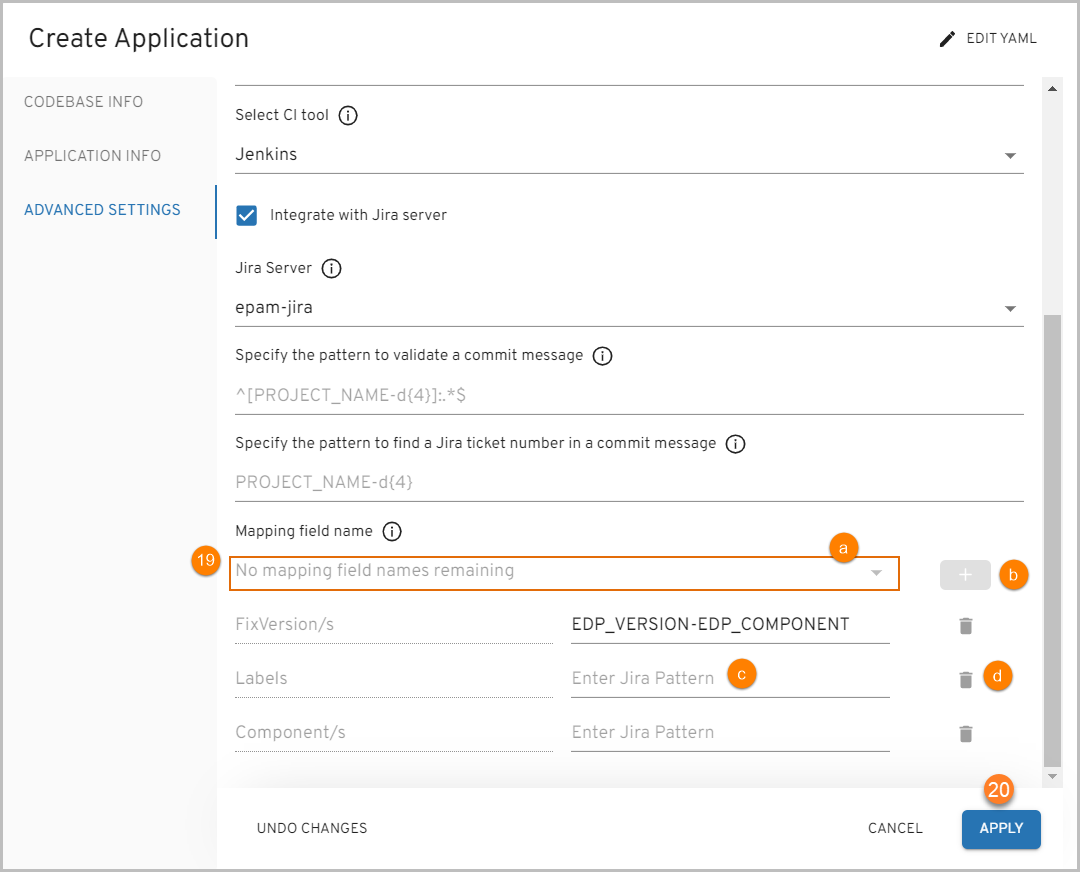 Create Application
EDIT YAML
CODEBASE INFO
APPLICATION INFO
ADVANCED SETTINGS
Select CI tool
Jenkins
Integrate with Jira server
Jira Server
epam-jira
Specify the pattern to validate a commit message
^[PROJECT_NAME-d{4}]:.*$
Specify the pattern to find a Jira ticket number in a commit message
PROJECT_NAME-d{4}
Mapping field name
19
a
No mapping field names remaining
+
b
FixVersion/s
EDP_VERSION-EDP_COMPONENT
Labels
Enter Jira Pattern
c
d
Component/s
Enter Jira Pattern
20
UNDO CHANGES
CANCEL
APPLY